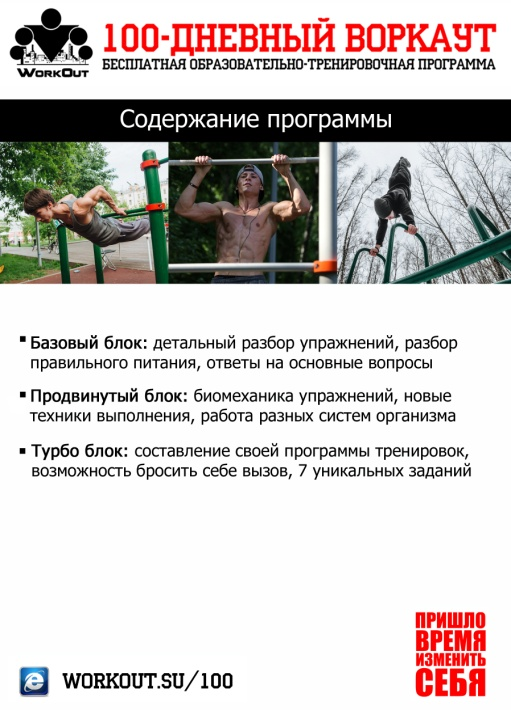 100-ДНЕВНЫЙ ВОРКАУТ
БЕСПЛАТНАЯ ОБРАЗОВАТЕЛЬНО-ТРЕНИРОВОЧНАЯ ПРОГРАММА
WorkOut
Содержание программы
▪ Базовый блок: детальный разбор упражнений, разбор
правильного питания, ответы на основные вопросы
▪ Продвинутый блок: биомеханика упражнений, новые
техники выполнения, работа разных систем организма
▪ Турбо блок: составление своей программы тренировок,
возможность бросить себе вызов, 7 уникальных заданий
ПРИШЛО
ВРЕМЯ
ИЗМЕНИТЬ
СЕБЯ
WORKOUT.SU/100